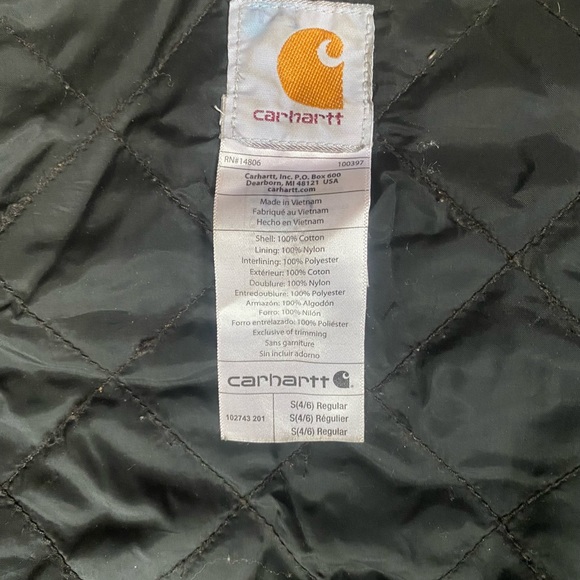 carhartt
RN#14806 100397
Carhartt, Inc. P.O. Box 600
Dearborn, MI 48121 USA
carhartt.com
Made in Vietnam
Fabriqué au Vietnam
Hecho en Vietnam
Shell: 100% Cotton
Lining: 100% Nylon
Interlining: 100% Polyester
Extérieur: 100% Coton
Doublure: 100% Nylon
Entredoublure: 100% Polyester
Armazón: 100% Algodón
Forro: 100% Nilón
Forro entrelazado: 100% Poliéster
Exclusive of trimming
Sans garniture
Sin incluir adorno
carhartt
S(4/6) Regular
102743 201 S(4/6) Régulier
S(4/6) Regular